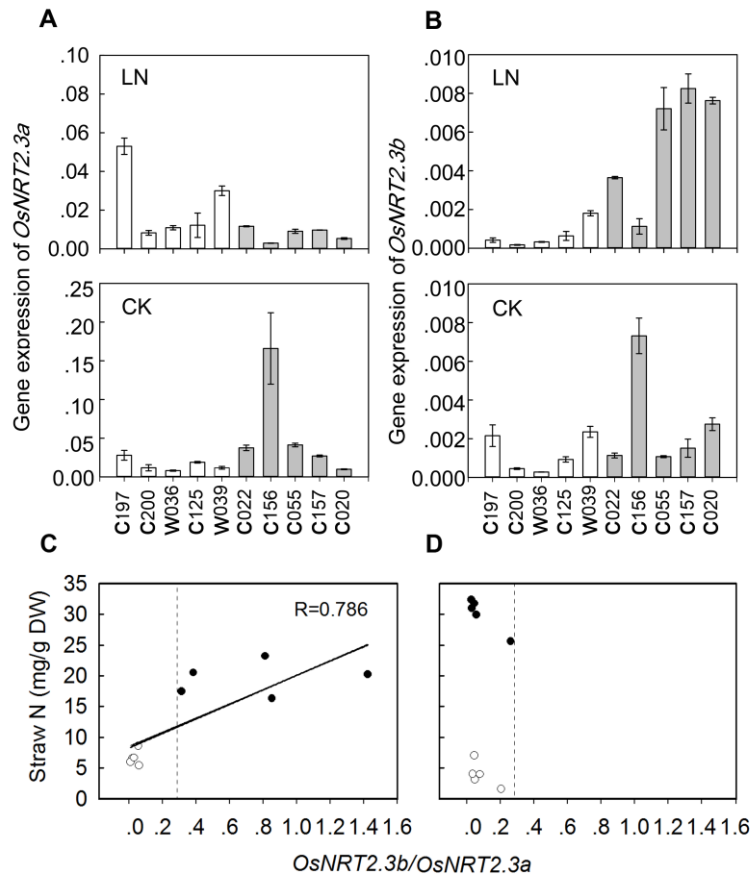 A
B
.10
.08
.06
.04
.02
0.00
LN
.010
.008
.006
.004
.002
.000
LN
Gene expression of OsNRT2.3a
Gene expression of OsNRT2.3b
.25
.20
.15
.10
.05
0.00
CK
.010
.008
.006
.004
.002
0.000
CK
C197 C200 W036 C125 W039 C022 C156 C055 C157 C020
C197 C200 W036 C125 W039 C022 C156 C055 C157 C020
C
D
35
30
25
20
15
10
5
0
Straw N (mg/g DW)
R=0.786
.0 .2 .4 .6 .8 1.0 1.2 1.4 1.6
.0 .2 .4 .6 .8 1.0 1.2 1.4 1.6
OsNRT2.3b/OsNRT2.3a